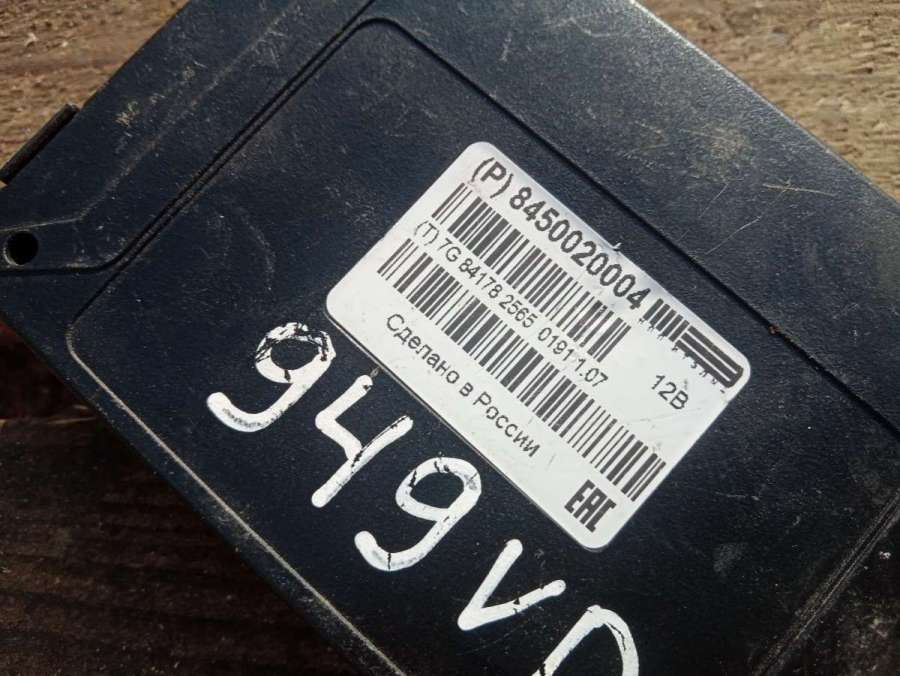 (P) 8450020004
(T) 7G 84178 2565 0191 1.07
12В
Сделано в России
EAC
949VD